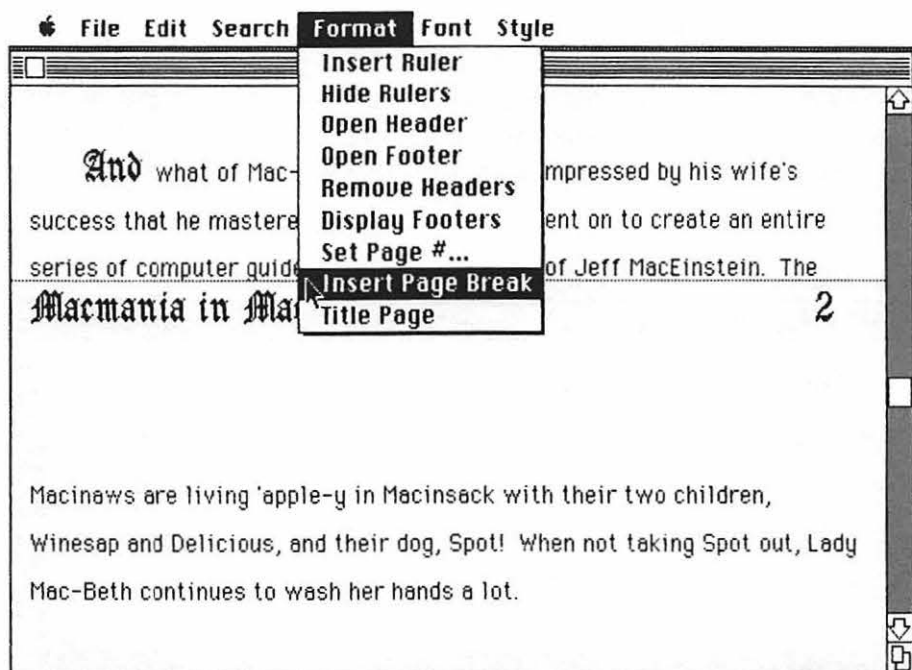 File Edit Search Format Font Style
Insert Ruler
Hide Rulers
Open Header
Open Footer
Remove Headers
Display Footers
Set Page #...
Insert Page Break
Title Page
And what of Mac- mpressed by his wife's
success that he mastere ent on to create an entire
series of computer guide of Jeff MacEinstein. The
Macmania in Mac 2
Macinaws are living 'apple-y in Macinsack with their two children,
Winesap and Delicious, and their dog, Spot! When not taking Spot out, Lady
Mac-Beth continues to wash her hands a lot.